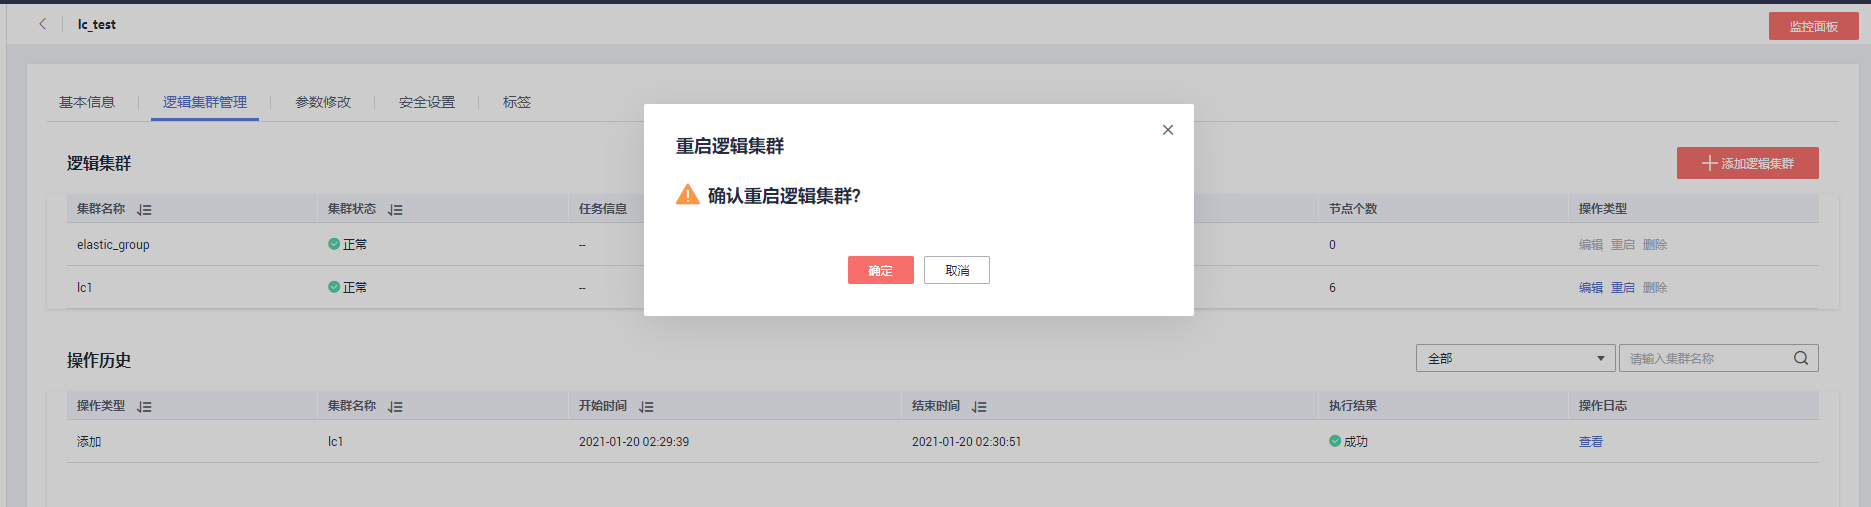 lc_test
监控面板
基本信息 逻辑集群管理 参数修改 安全设置 标签
重启逻辑集群
确认重启逻辑集群?
确定 取消
逻辑集群
添加逻辑集群
集群名称 集群状态 任务信息 节点个数 操作类型
elastic_group 正常 -- 0 编辑 重启 删除
lc1 正常 -- 6 编辑 重启 删除
操作历史
全部 请输入集群名称
操作类型 集群名称 开始时间 结束时间 执行结果 操作日志
添加 lc1 2021-01-20 02:29:39 2021-01-20 02:30:51 成功 查看